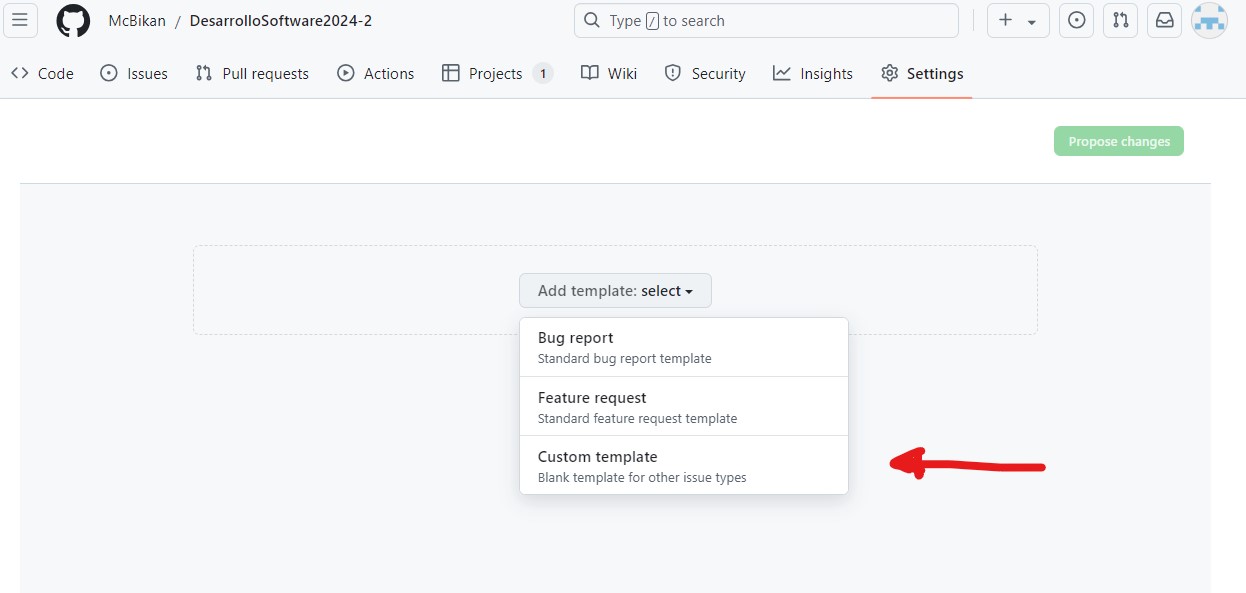 McBikan / DesarrolloSoftware2024-2
Type / to search
Code Issues Pull requests Actions Projects 1 Wiki Security Insights Settings
Propose changes
Add template: select
Bug report
Standard bug report template
Feature request
Standard feature request template
Custom template
Blank template for other issue types